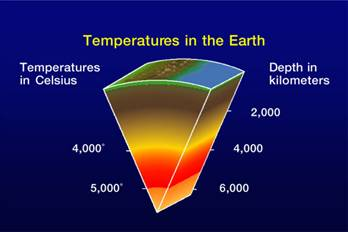 Temperatures in the Earth
Temperatures
in Celsius
Depth in
kilometers
2,000
4,000°
4,000
5,000°
6,000